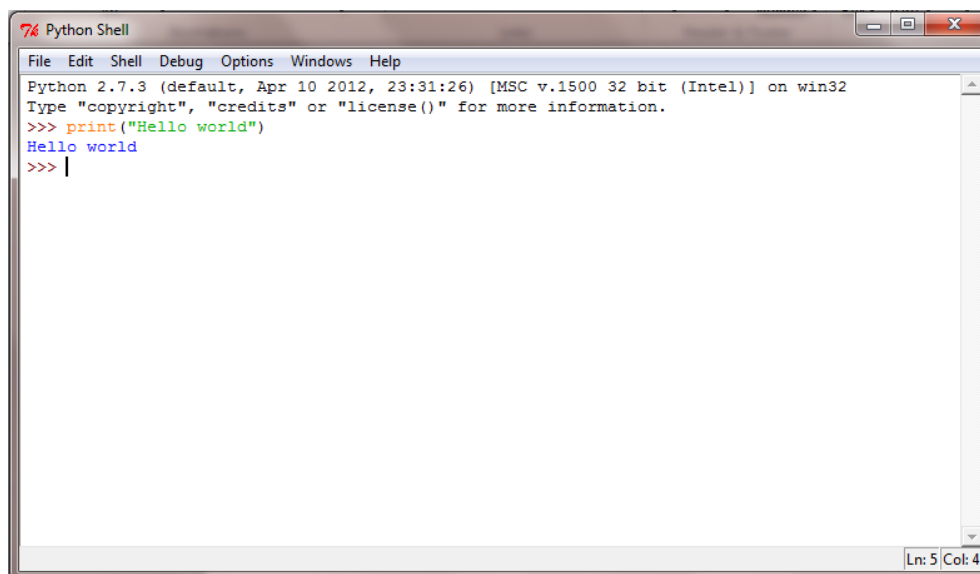 Python Shell
File Edit Shell Debug Options Windows Help
Python 2.7.3 (default, Apr 10 2012, 23:31:26) [MSC v.1500 32 bit (Intel)] on win32
Type "copyright", "credits" or "license()" for more information.
>>> print("Hello world")
Hello world
>>>
Ln: 5 Col: 4